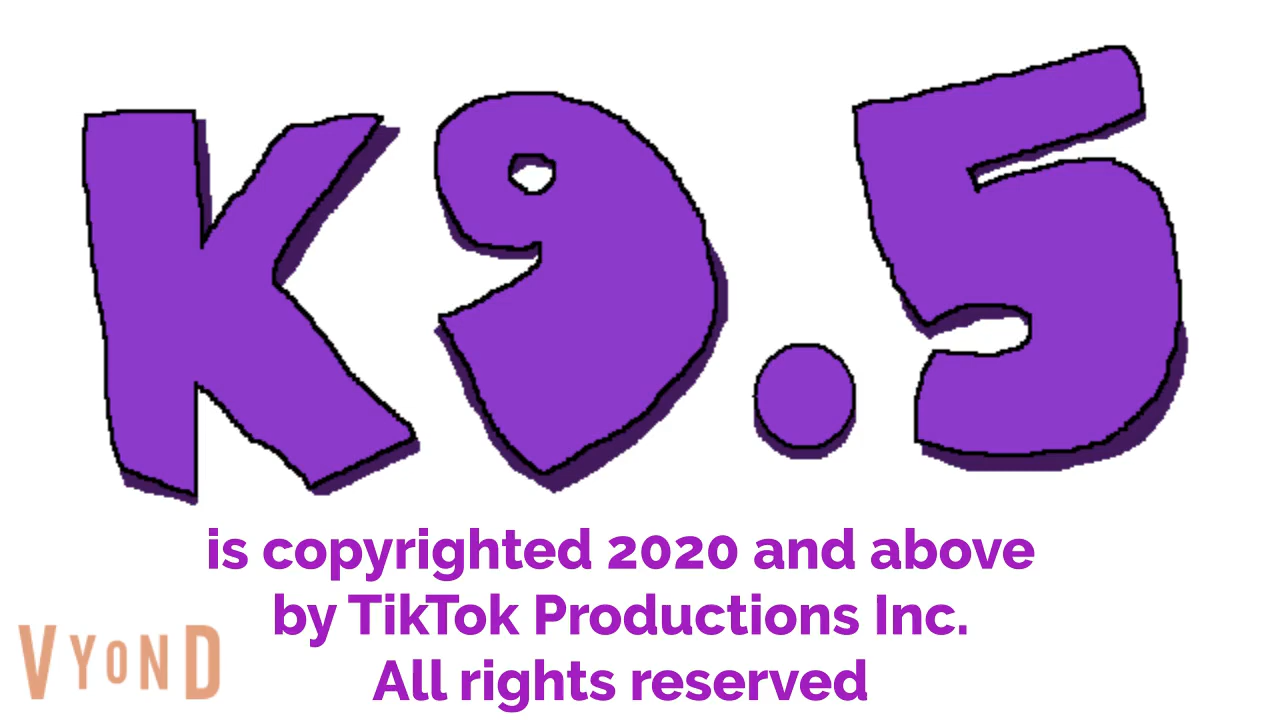 K9.5
is copyrighted 2020 and above
by TikTok Productions Inc.
All rights reserved
VYOND